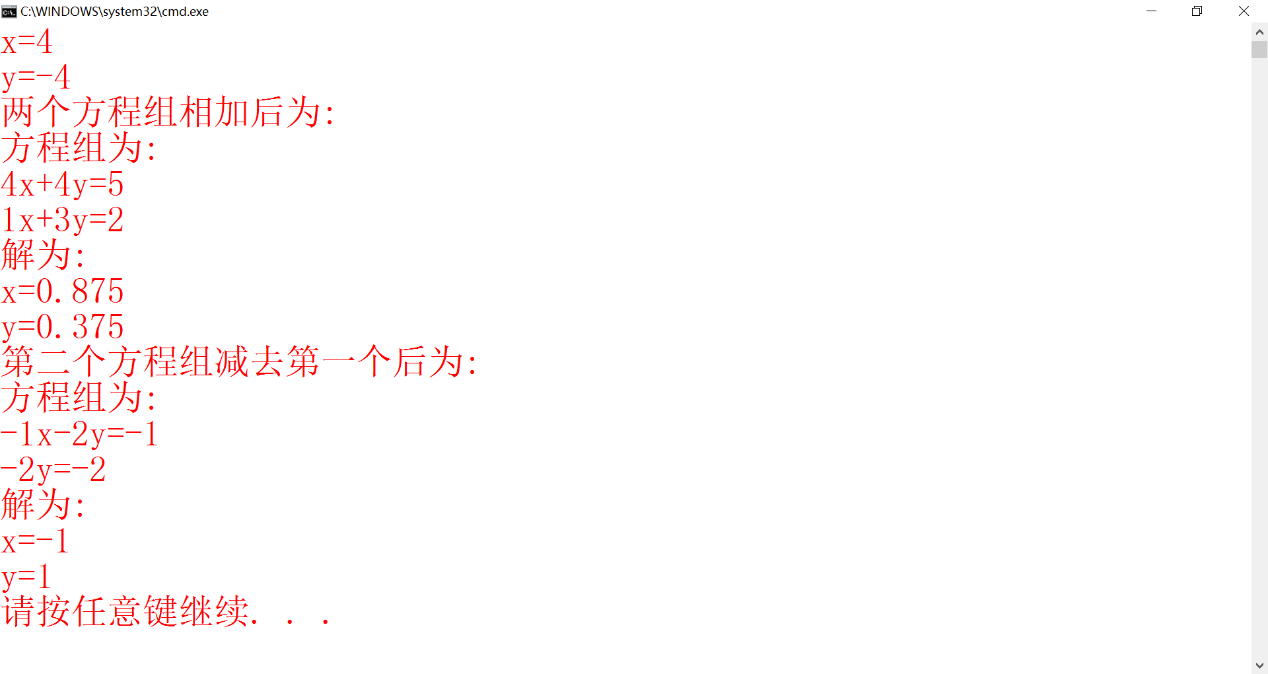 C:\WINDOWS\system32\cmd.exe
x=4
y=-4
两个方程组相加后为:
方程组为:
4x+4y=5
1x+3y=2
解为:
x=0.875
y=0.375
第二个方程组减去第一个后为:
方程组为:
-1x-2y=-1
-2y=-2
解为:
x=-1
y=1
请按任意键继续. . .